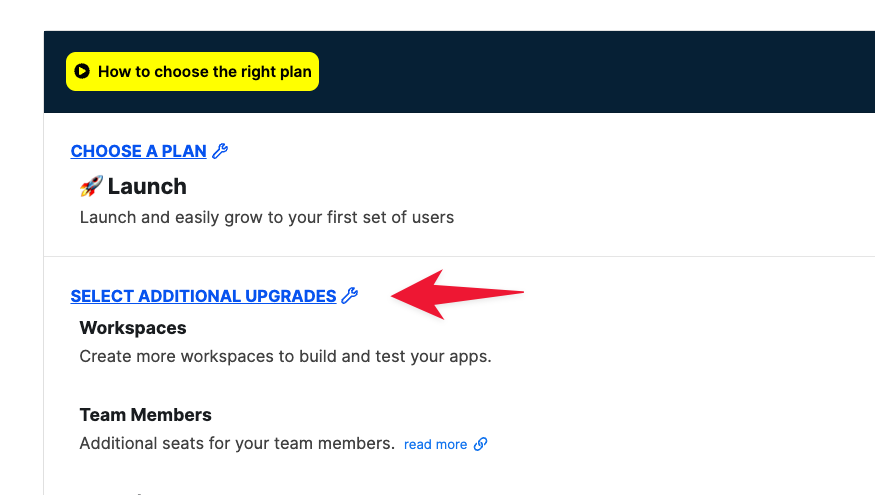 How to choose the right plan
CHOOSE A PLAN
🚀 Launch
Launch and easily grow to your first set of users
SELECT ADDITIONAL UPGRADES
Workspaces
Create more workspaces to build and test your apps.
Team Members
Additional seats for your team members. read more